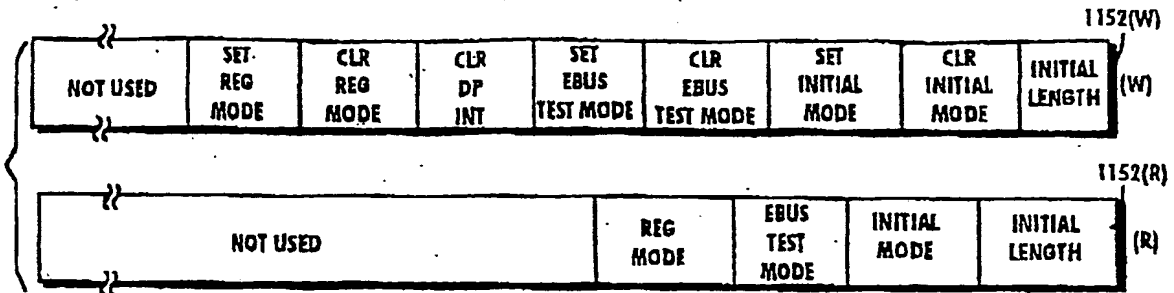 1152(W)
NOT USED
SET
REG
MODE
CLR
REG
MODE
CLR
DP
INT
SET
EBUS
TEST MODE
CLR
EBUS
TEST MODE
SET
INITIAL
MODE
CLR
INITIAL
MODE
INITIAL
LENGTH
(W)
1152(R)
NOT USED
REG
MODE
EBUS
TEST
MODE
INITIAL
MODE
INITIAL
LENGTH
(R)